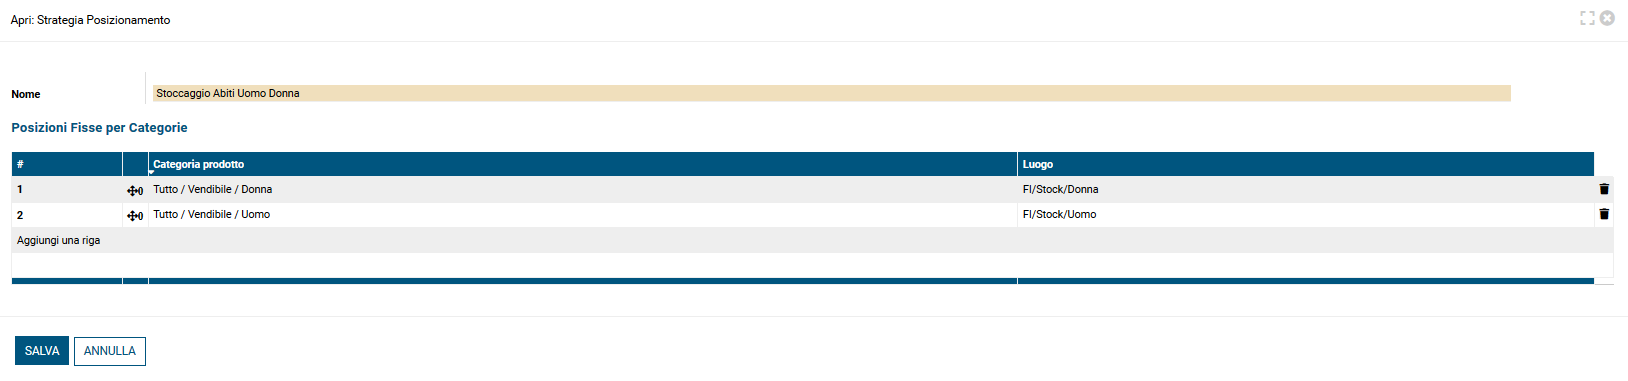 Apri: Strategia Posizionamento
Nome
Stoccaggio Abiti Uomo Donna
Posizioni Fisse per Categorie
# Categoria prodotto Luogo
1 0 Tutto / Vendibile / Donna FI/Stock/Donna
2 0 Tutto / Vendibile / Uomo FI/Stock/Uomo
Aggiungi una riga
SALVA ANNULLA